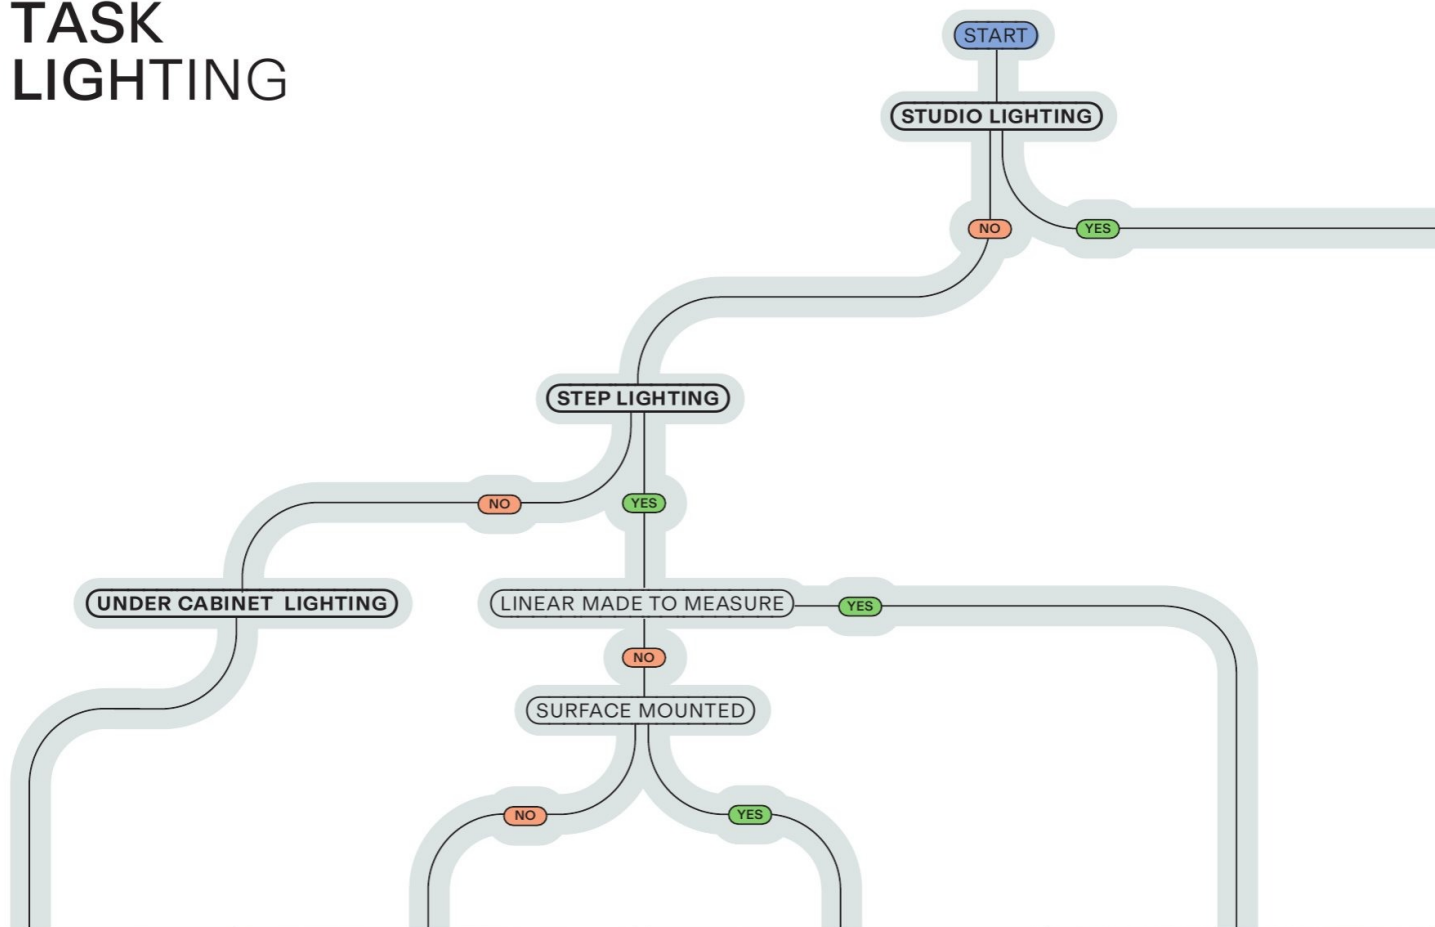 TASK
LIGHTING
START
STUDIO LIGHTING
NO
YES
STEP LIGHTING
NO
YES
UNDER CABINET LIGHTING
LINEAR MADE TO MEASURE
YES
NO
SURFACE MOUNTED
NO
YES